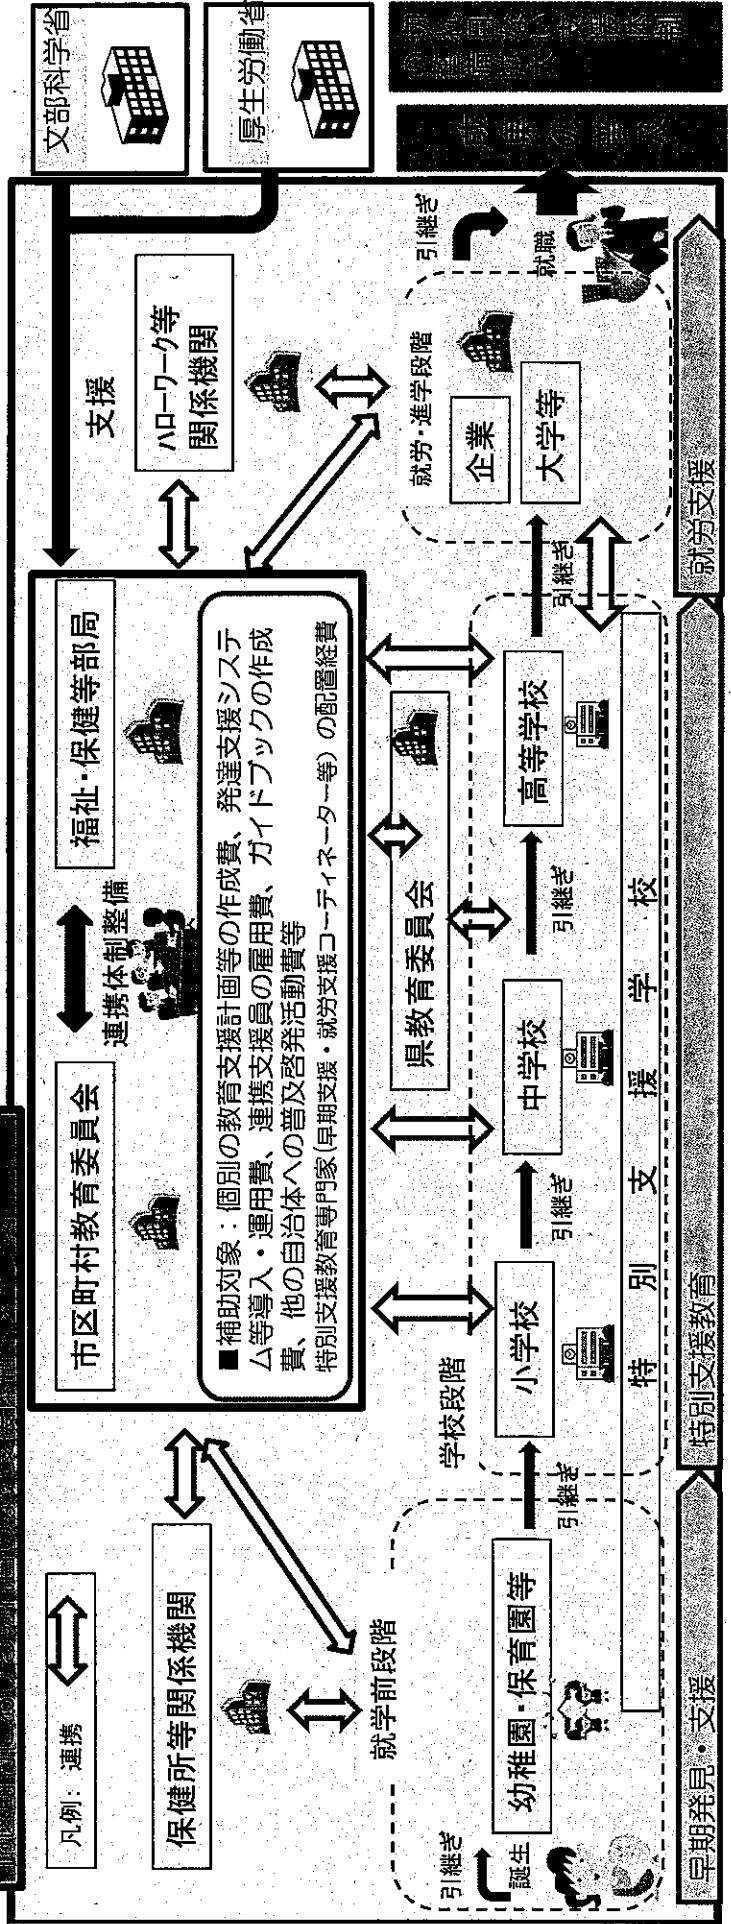 文部科学省
厚生労働省
凡例：連携
保健所等関係機関
市区町村教育委員会
連携体制整備
福祉・保健等部局
支援
ハローワーク等
関係機関
■補助対象：個別の教育支援計画等の作成費、発達支援システ
ム等導入・運用費、連携支援員の雇用費、ガイドブックの作成
費、他の自治体への普及啓発活動費等
特別支援教育専門家(早期支援・就労支援コーディネーター等）の配置経費
県教育委員会
就学前段階
学校段階
就労・進学段階
引継ぎ
誕生
幼稚園・保育園等
引継ぎ
小学校
引継ぎ
中学校
引継ぎ
高等学校
引継ぎ
企業
大学等
引継ぎ
就職
特別支援学校
早期発見・支援
特別支援教育
就労支援